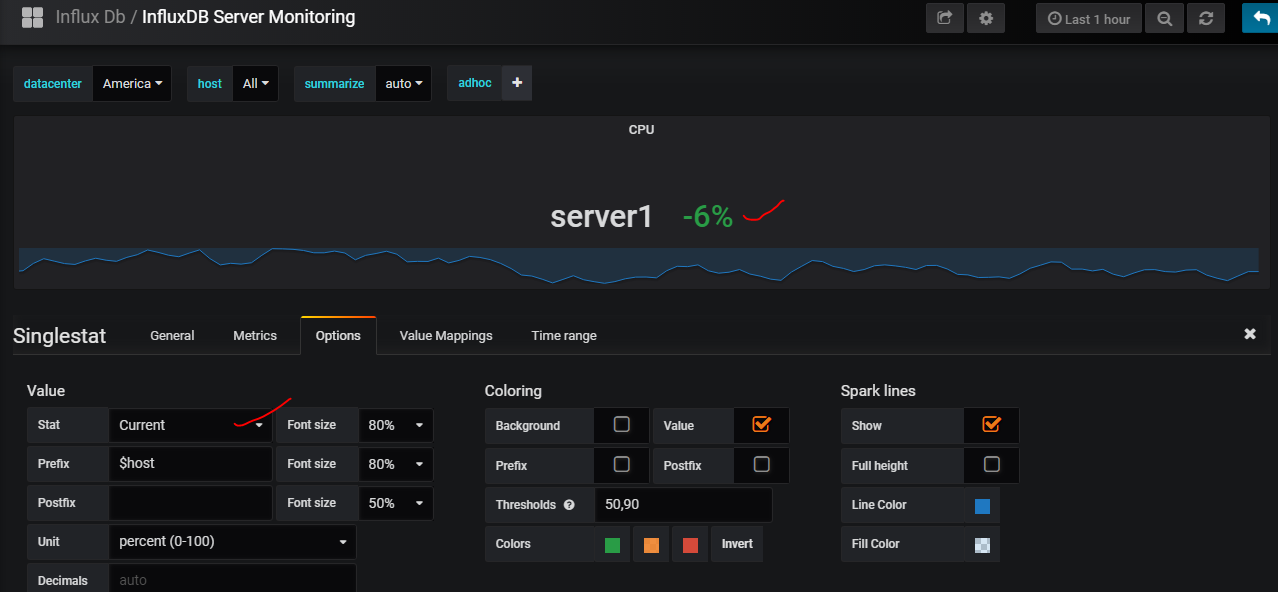 Influx Db / InfluxDB Server Monitoring
Last 1 hour
datacenter America host All summarize auto adhoc +
CPU
server1 -6%
Singlestat General Metrics Options Value Mappings Time range
Value Coloring Spark lines
Stat Current Font size 80% Background Value Show
Prefix $host Font size 80% Prefix Postfix Full height
Postfix Font size 50% Thresholds 50,90 Line Color
Unit percent (0-100) Colors Invert Fill Color
Decimals auto